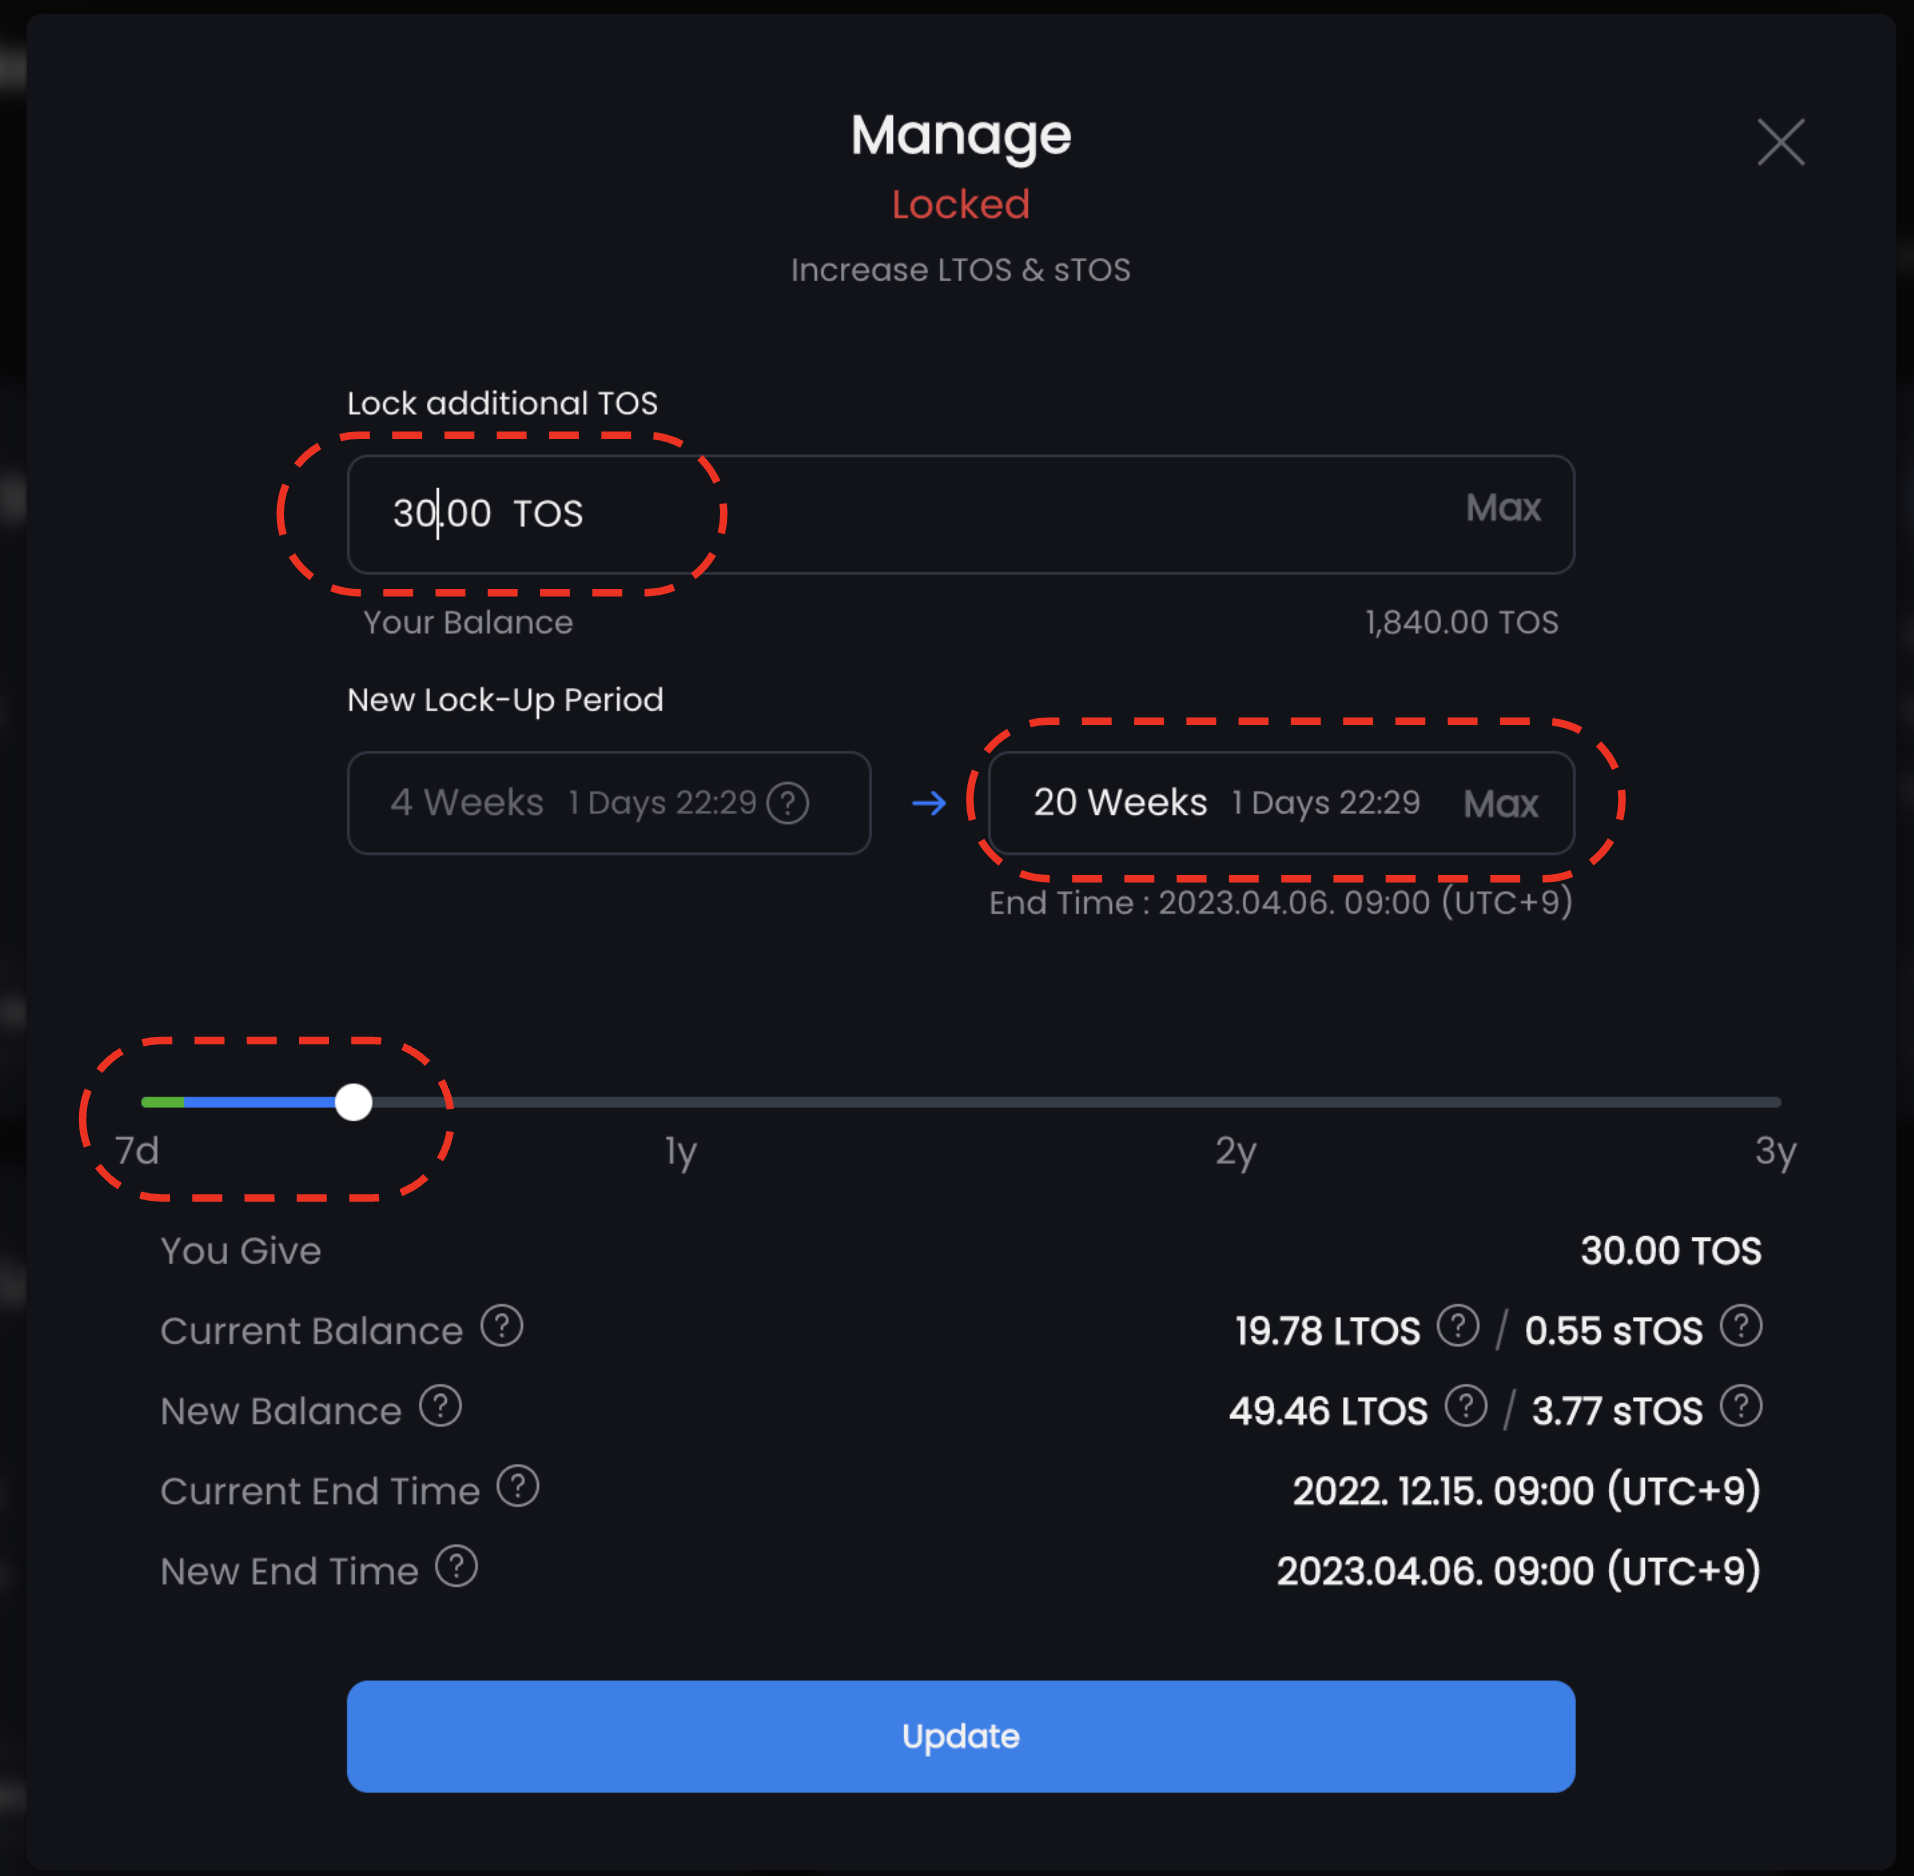 Manage
Locked
Increase LTOS & sTOS
Lock additional TOS
30.00 TOS Max
Your Balance 1,840.00 TOS
New Lock-Up Period
4 Weeks 1 Days 22:29 ? → 20 Weeks 1 Days 22:29 Max
End Time : 2023.04.06. 09:00 (UTC+9)
7d 1y 2y 3y
You Give 30.00 TOS
Current Balance ? 19.78 LTOS ? / 0.55 sTOS ?
New Balance ? 49.46 LTOS ? / 3.77 sTOS ?
Current End Time ? 2022. 12.15. 09:00 (UTC+9)
New End Time ? 2023.04.06. 09:00 (UTC+9)
Update